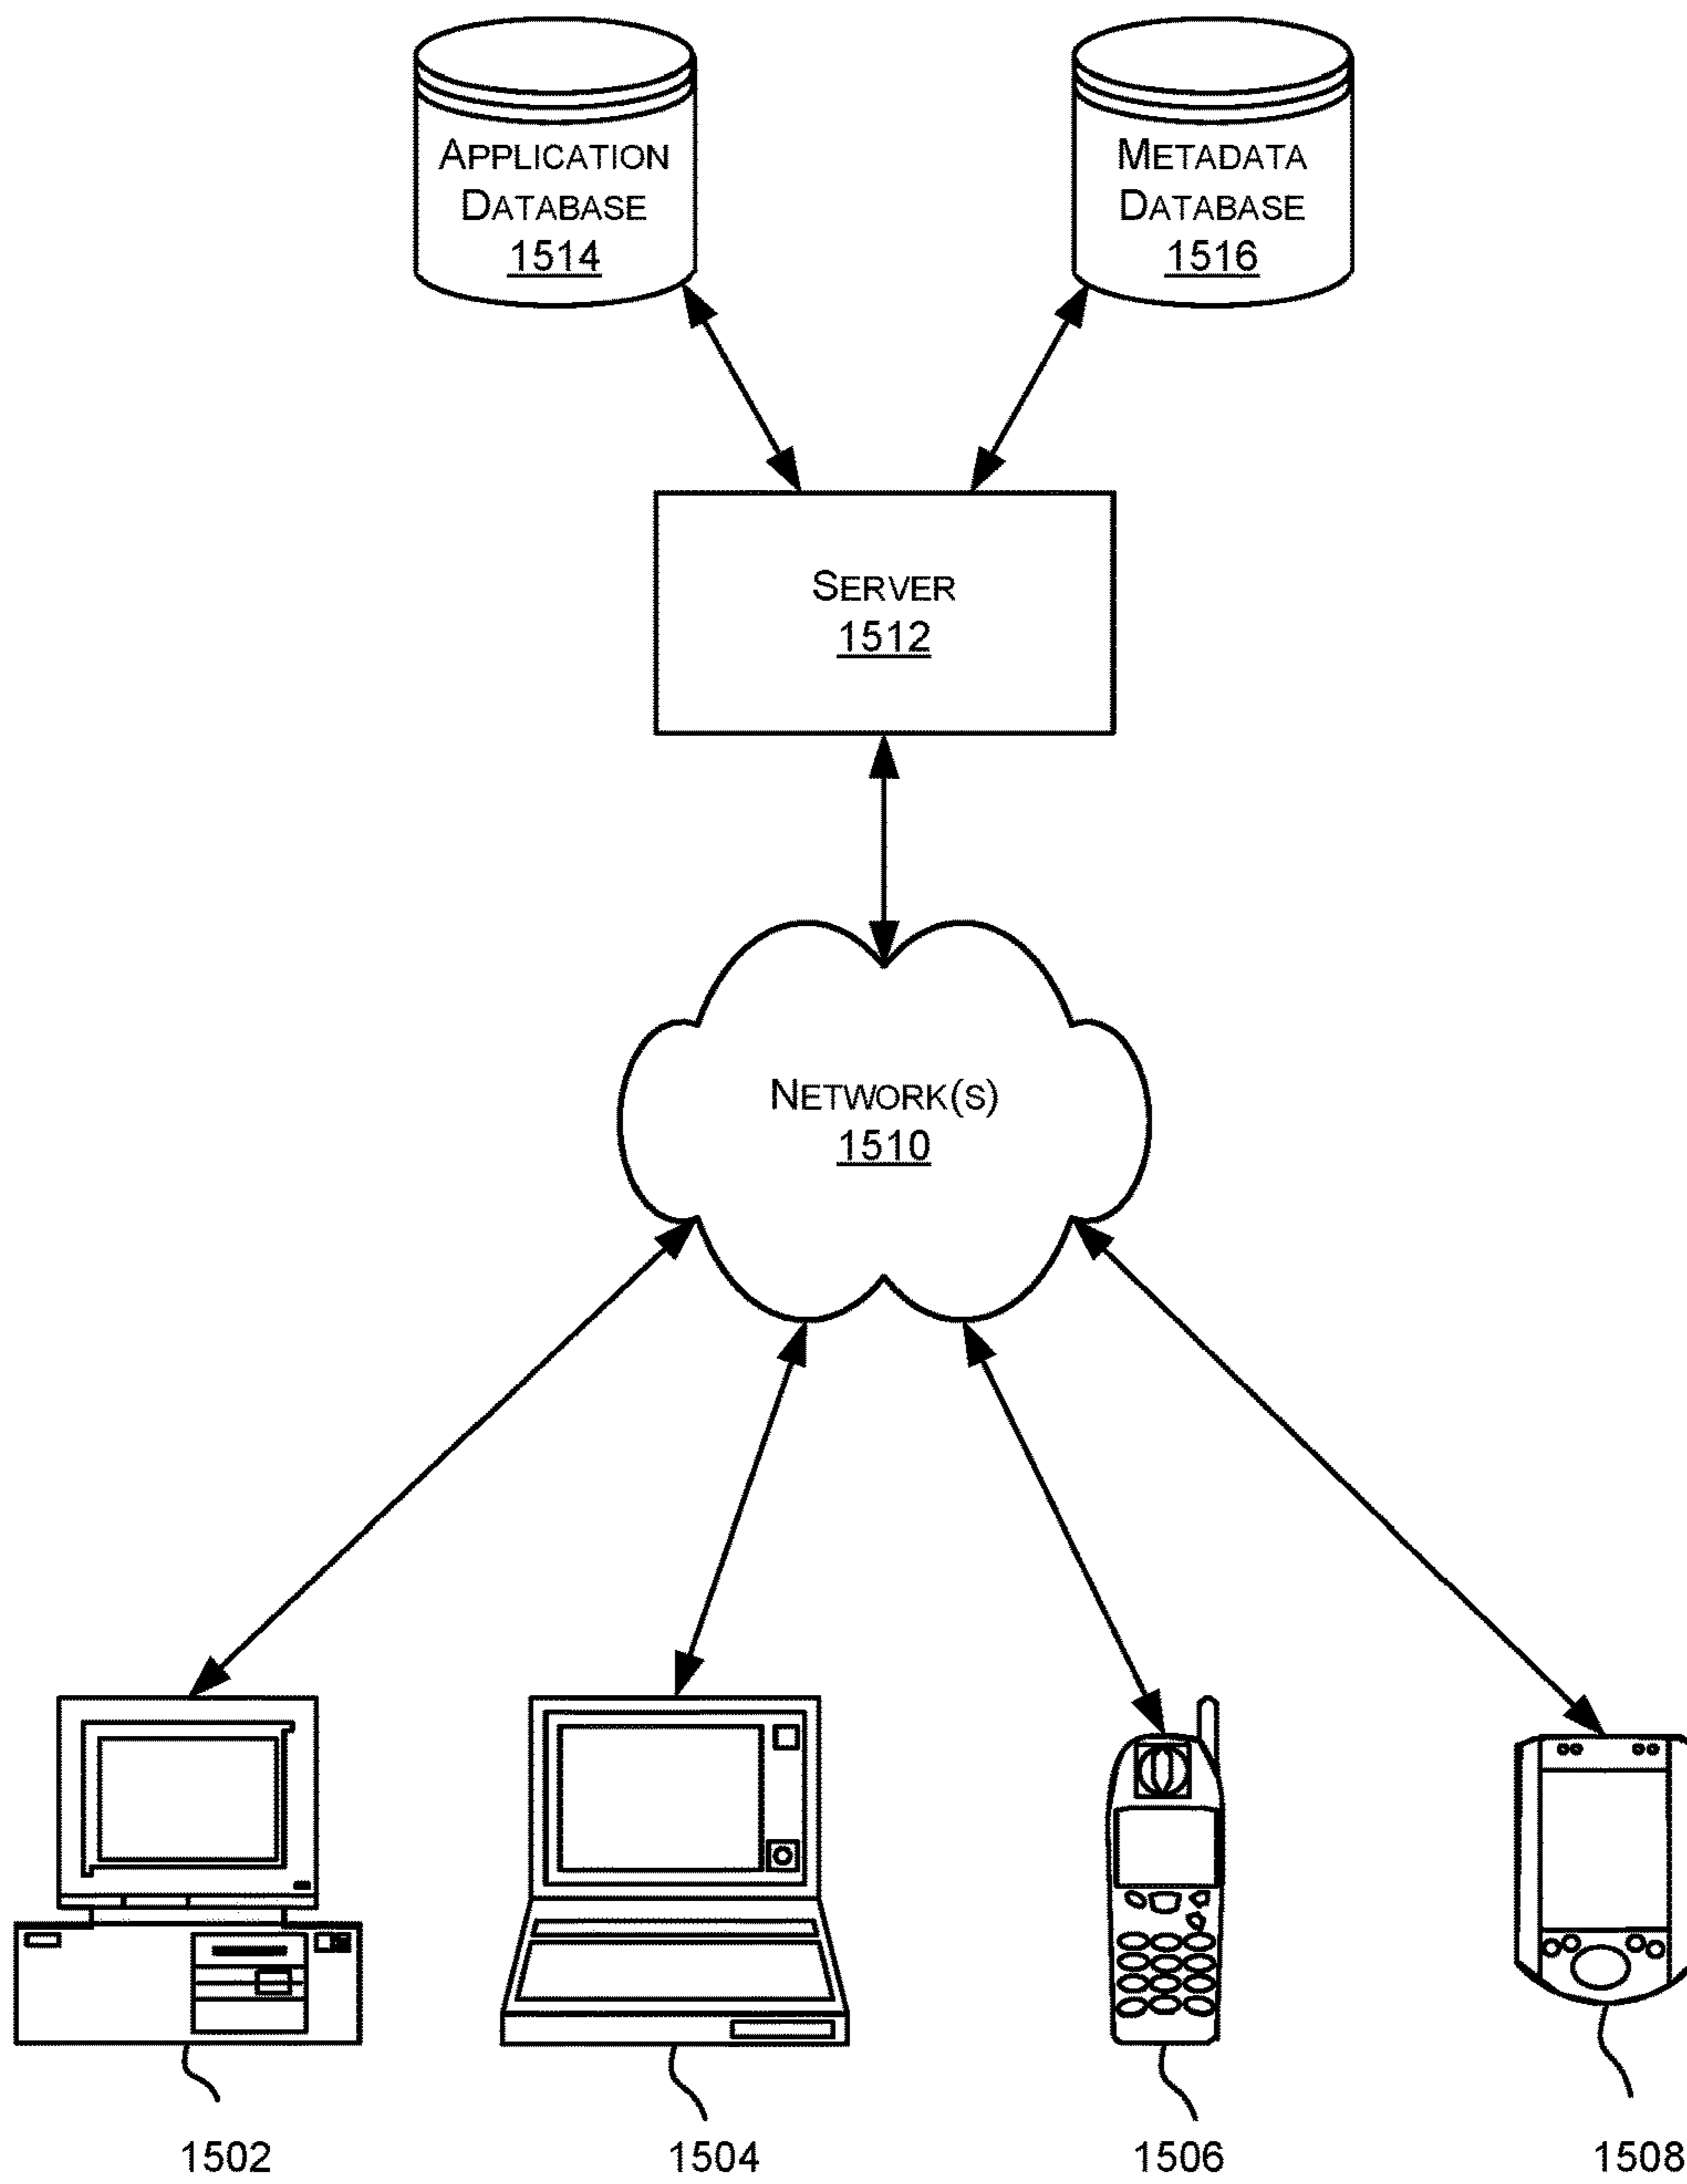 APPLICATION
DATABASE
1514
METADATA
DATABASE
1516
SERVER
1512
NETWORK(S)
1510
1502
1504
1506
1508